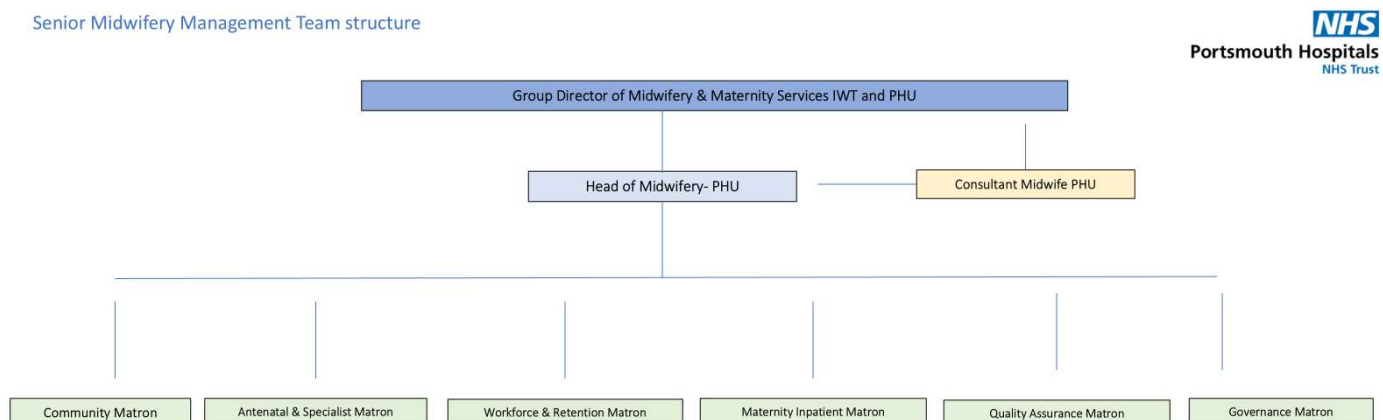 Senior Midwifery Management Team structure
NHS
Portsmouth Hospitals
NHS Trust
Group Director of Midwifery & Maternity Services IWT and PHU
Head of Midwifery- PHU
Consultant Midwife PHU
Community Matron
Antenatal & Specialist Matron
Workforce & Retention Matron
Maternity Inpatient Matron
Quality Assurance Matron
Governance Matron